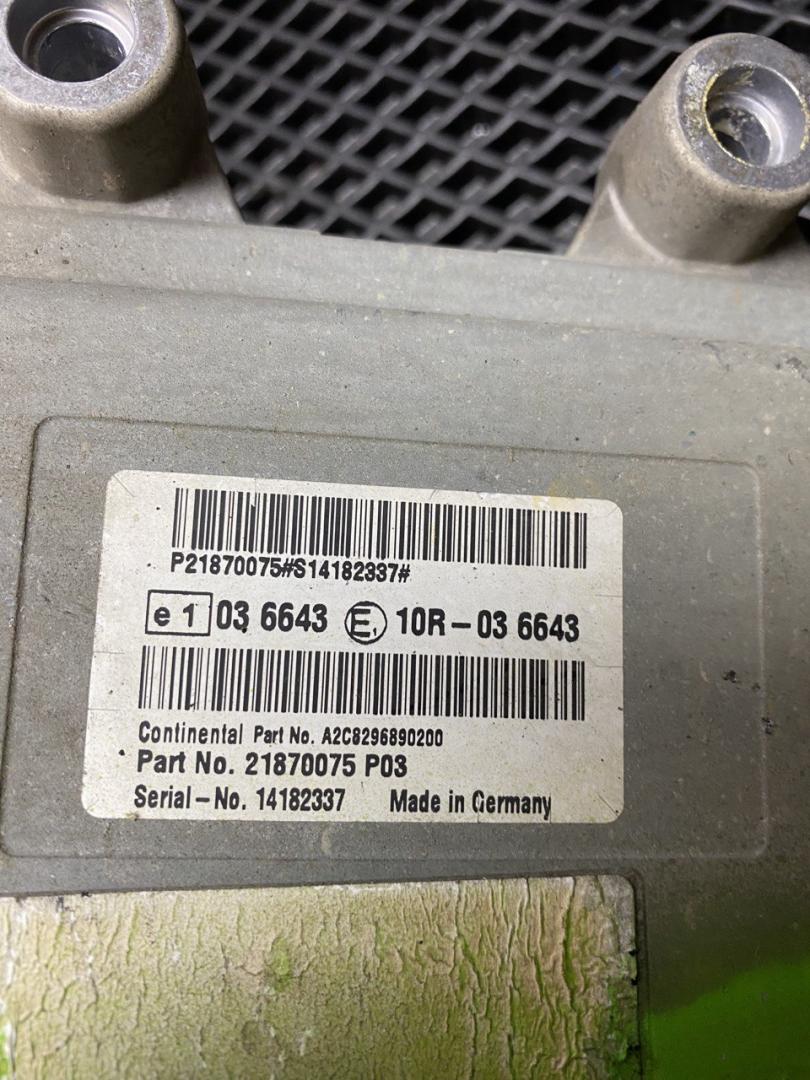 P21870075#S14182337#
e1 03 6643 E1 10R-03 6643
Continental Part No. A2C8296890200
Part No. 21870075 P03
Serial-No. 14182337 Made in Germany